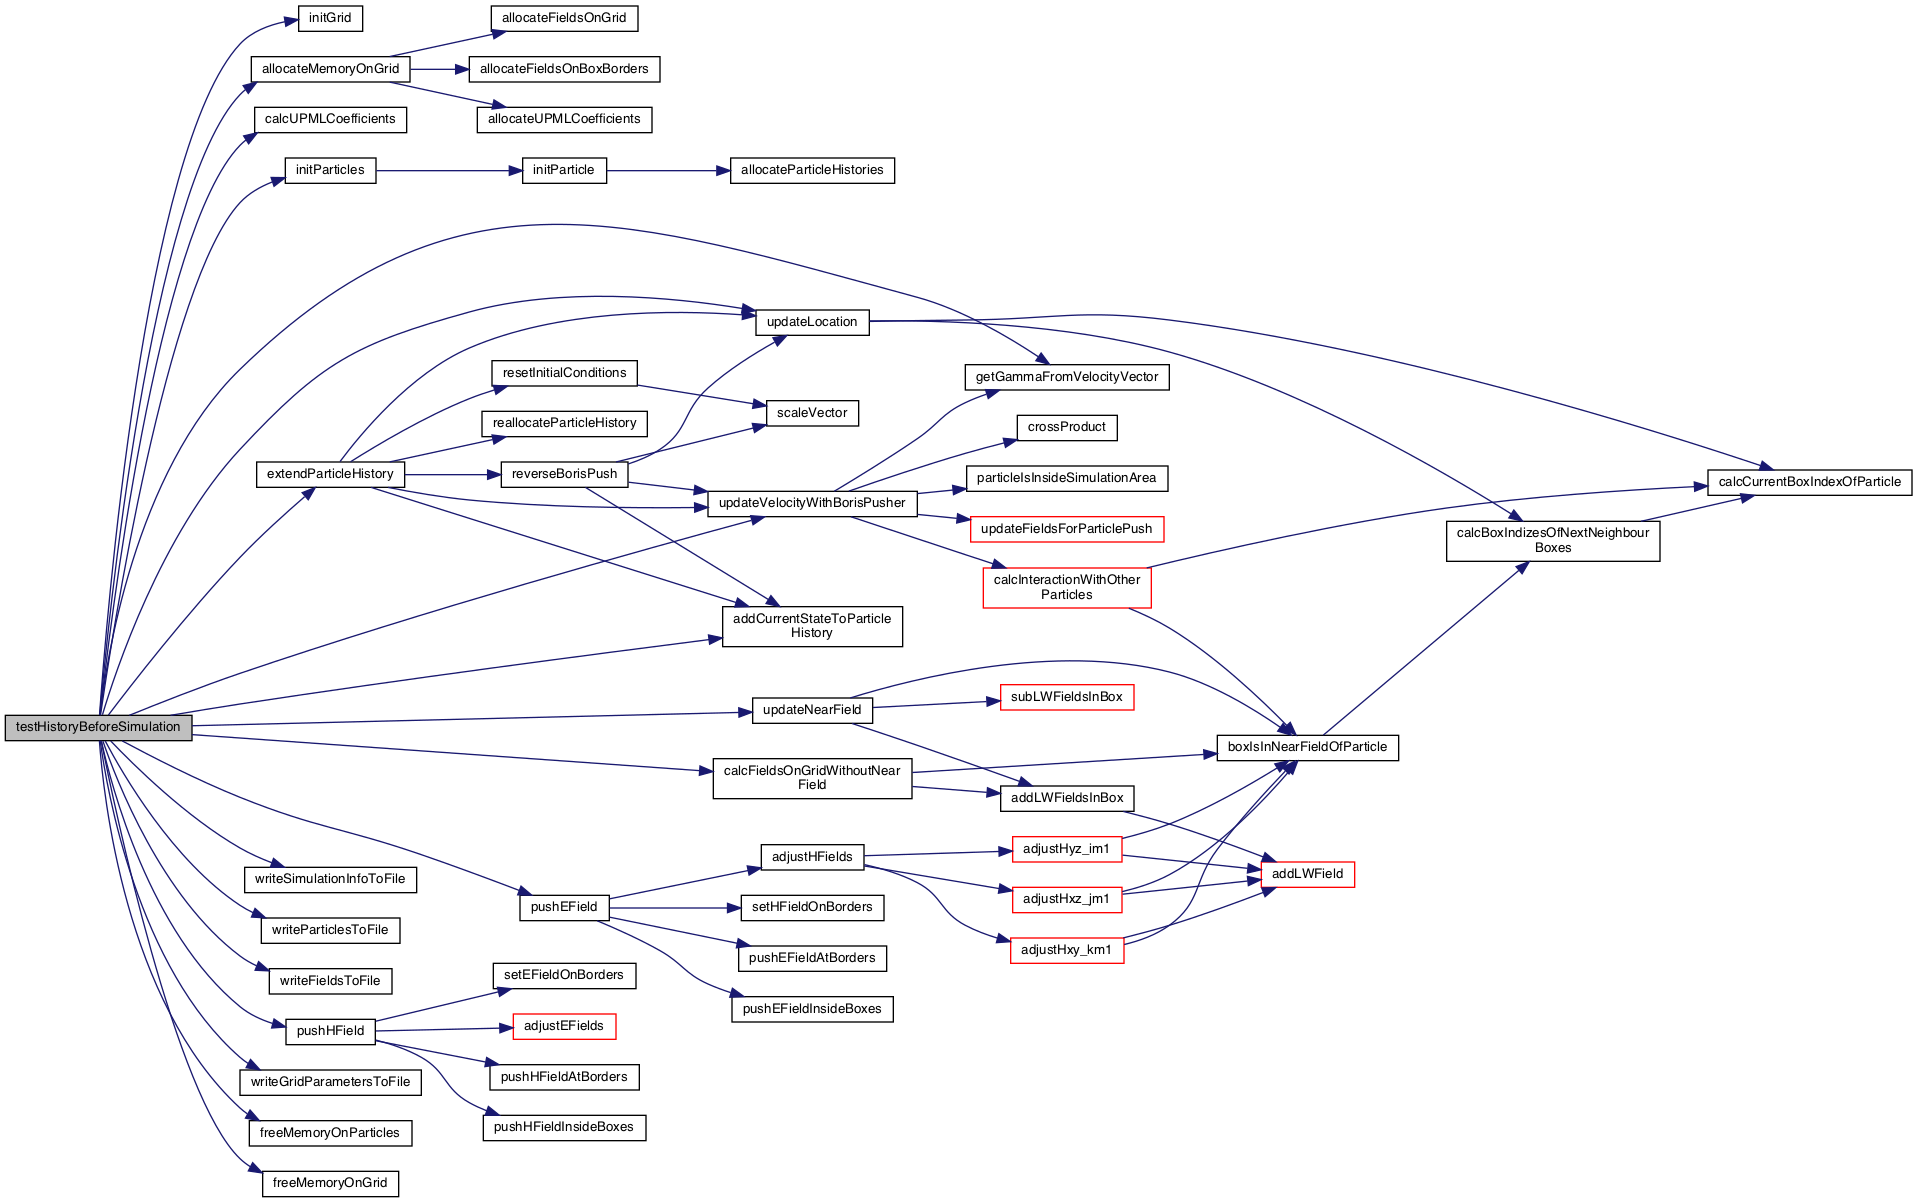 initGrid
allocateFieldsOnGrid
allocateMemoryOnGrid
allocateFieldsOnBoxBorders
calcUPMLCoefficients
allocateUPMLCoefficients
initParticles
initParticle
allocateParticleHistories
updateLocation
getGammaFromVelocityVector
resetInitialConditions
scaleVector
reallocateParticleHistory
crossProduct
extendParticleHistory
reverseBorisPush
particleIsInsideSimulationArea
calcCurrentBoxIndexOfParticle
updateVelocityWithBorisPusher
updateFieldsForParticlePush
calcBoxIndizesOfNextNeighbour
Boxes
calcInteractionWithOther
Particles
addCurrentStateToParticle
History
testHistoryBeforeSimulation
updateNearField
subLWFieldsInBox
boxIsInNearFieldOfParticle
calcFieldsOnGridWithoutNear
Field
addLWFieldsInBox
adjustHFields
adjustHyz_im1
addLWField
writeSimulationInfoToFile
pushEField
setHFieldOnBorders
adjustHxz_jm1
writeParticlesToFile
pushEFieldAtBorders
adjustHxy_km1
writeFieldsToFile
setEFieldOnBorders
pushEFieldInsideBoxes
pushHField
adjustEFields
writeGridParametersToFile
pushHFieldAtBorders
freeMemoryOnParticles
pushHFieldInsideBoxes
freeMemoryOnGrid